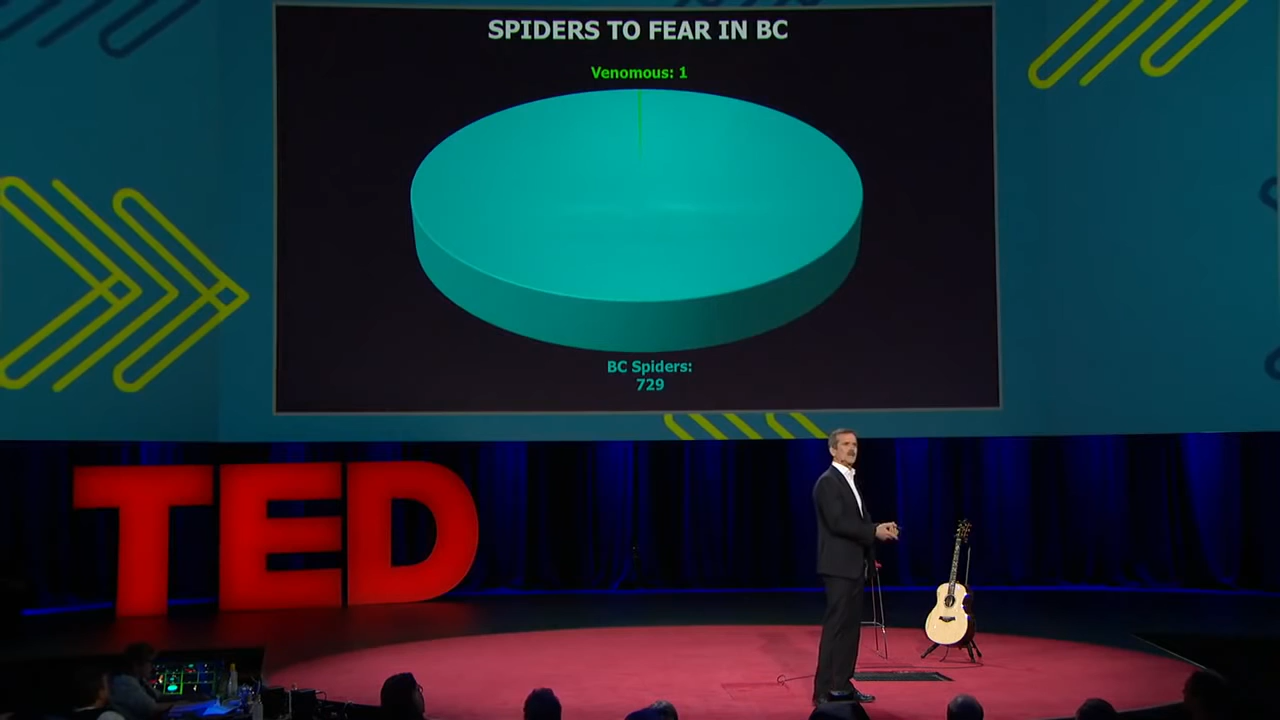 SPIDERS TO FEAR IN BC
Venomous: 1
BC Spiders:
729
TED